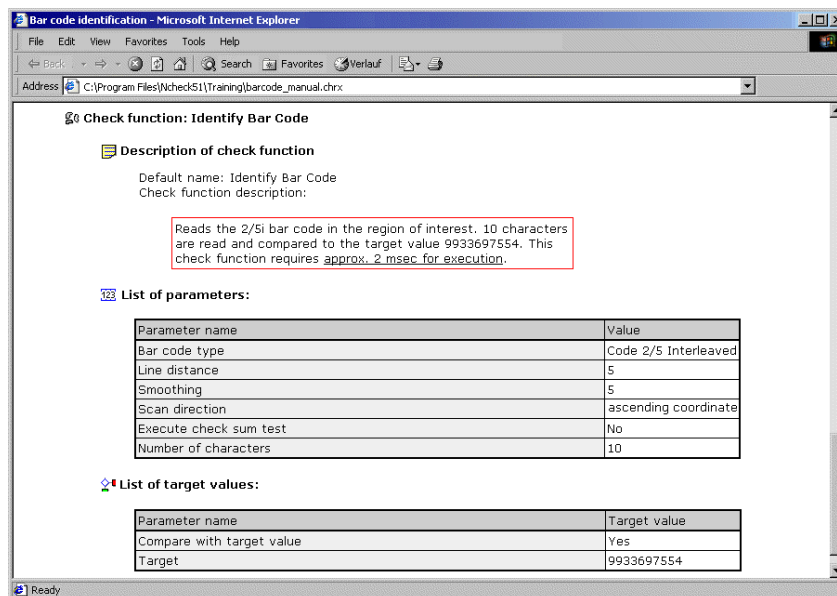 Bar code identification - Microsoft Internet Explorer
File Edit View Favorites Tools Help
Back Search Favorites Verlauf
Address C:\Program Files\Ncheck51\Training\barcode_manual.chrx
Check function: Identify Bar Code
Description of check function
Default name: Identify Bar Code
Check function description:
Reads the 2/5i bar code in the region of interest. 10 characters
are read and compared to the target value 9933697554. This
check function requires approx. 2 msec for execution.
123 List of parameters:
Parameter name Value
Bar code type Code 2/5 Interleaved
Line distance 5
Smoothing 5
Scan direction ascending coordinate
Execute check sum test No
Number of characters 10
List of target values:
Parameter name Target value
Compare with target value Yes
Target 9933697554
Ready